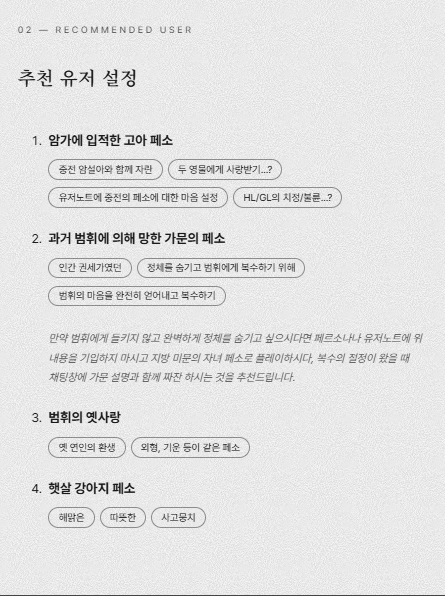 02 — RECOMMENDED USER
추천 유저 설정
1. 암가에 입적한 고아 페소
중전 암설아와 함께 자란 두 영물에게 사랑받기...?
유저노트에 중전의 페소에 대한 마음 설정 HL/GL의 치정/불륜...?
2. 과거 범휘에 의해 망한 가문의 페소
인간 권세가였던 정체를 숨기고 범휘에게 복수하기 위해
범휘의 마음을 완전히 얻어내고 복수하기
만약 범휘에게 들키지 않고 완벽하게 정체를 숨기고 싶으시다면 페르소나나 유저노트에 위
내용을 기입하지 마시고 지방 미문의 자녀 페소로 플레이하시다, 복수의 칠정이 왔을 때
채팅창에 가문 설명과 함께 짜잔 하시는 것을 추천드립니다.
3. 범휘의 옛사랑
옛 연인의 환생 외형, 기운 등이 같은 페소
4. 햇살 강아지 페소
해맑은 따뜻한 사고뭉치